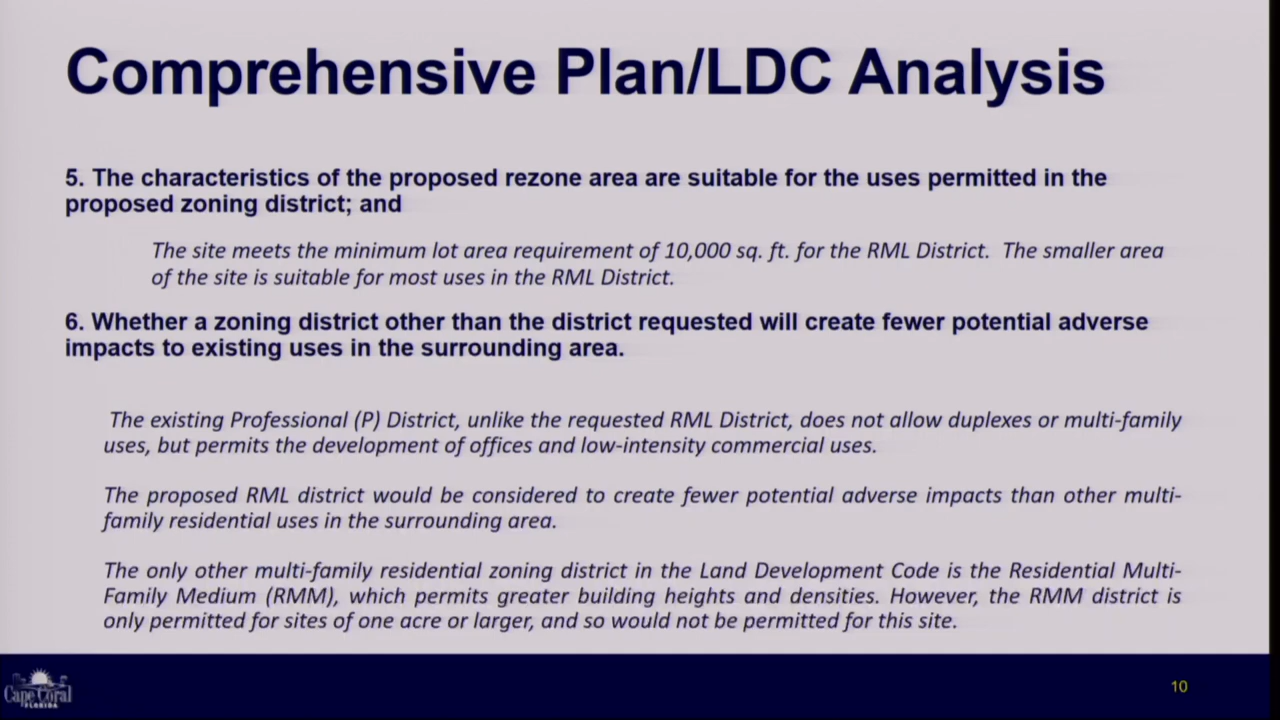 Comprehensive Plan/LDC Analysis
5. The characteristics of the proposed rezone area are suitable for the uses permitted in the
proposed zoning district; and
The site meets the minimum lot area requirement of 10,000 sq. ft. for the RML District. The smaller area
of the site is suitable for most uses in the RML District.
6. Whether a zoning district other than the district requested will create fewer potential adverse
impacts to existing uses in the surrounding area.
The existing Professional (P) District, unlike the requested RML District, does not allow duplexes or multi-family
uses, but permits the development of offices and low-intensity commercial uses.
The proposed RML district would be considered to create fewer potential adverse impacts than other multi-
family residential uses in the surrounding area.
The only other multi-family residential zoning district in the Land Development Code is the Residential Multi-
Family Medium (RMM), which permits greater building heights and densities. However, the RMM district is
only permitted for sites of one acre or larger, and so would not be permitted for this site.
Cape Coral
FLORIDA
10